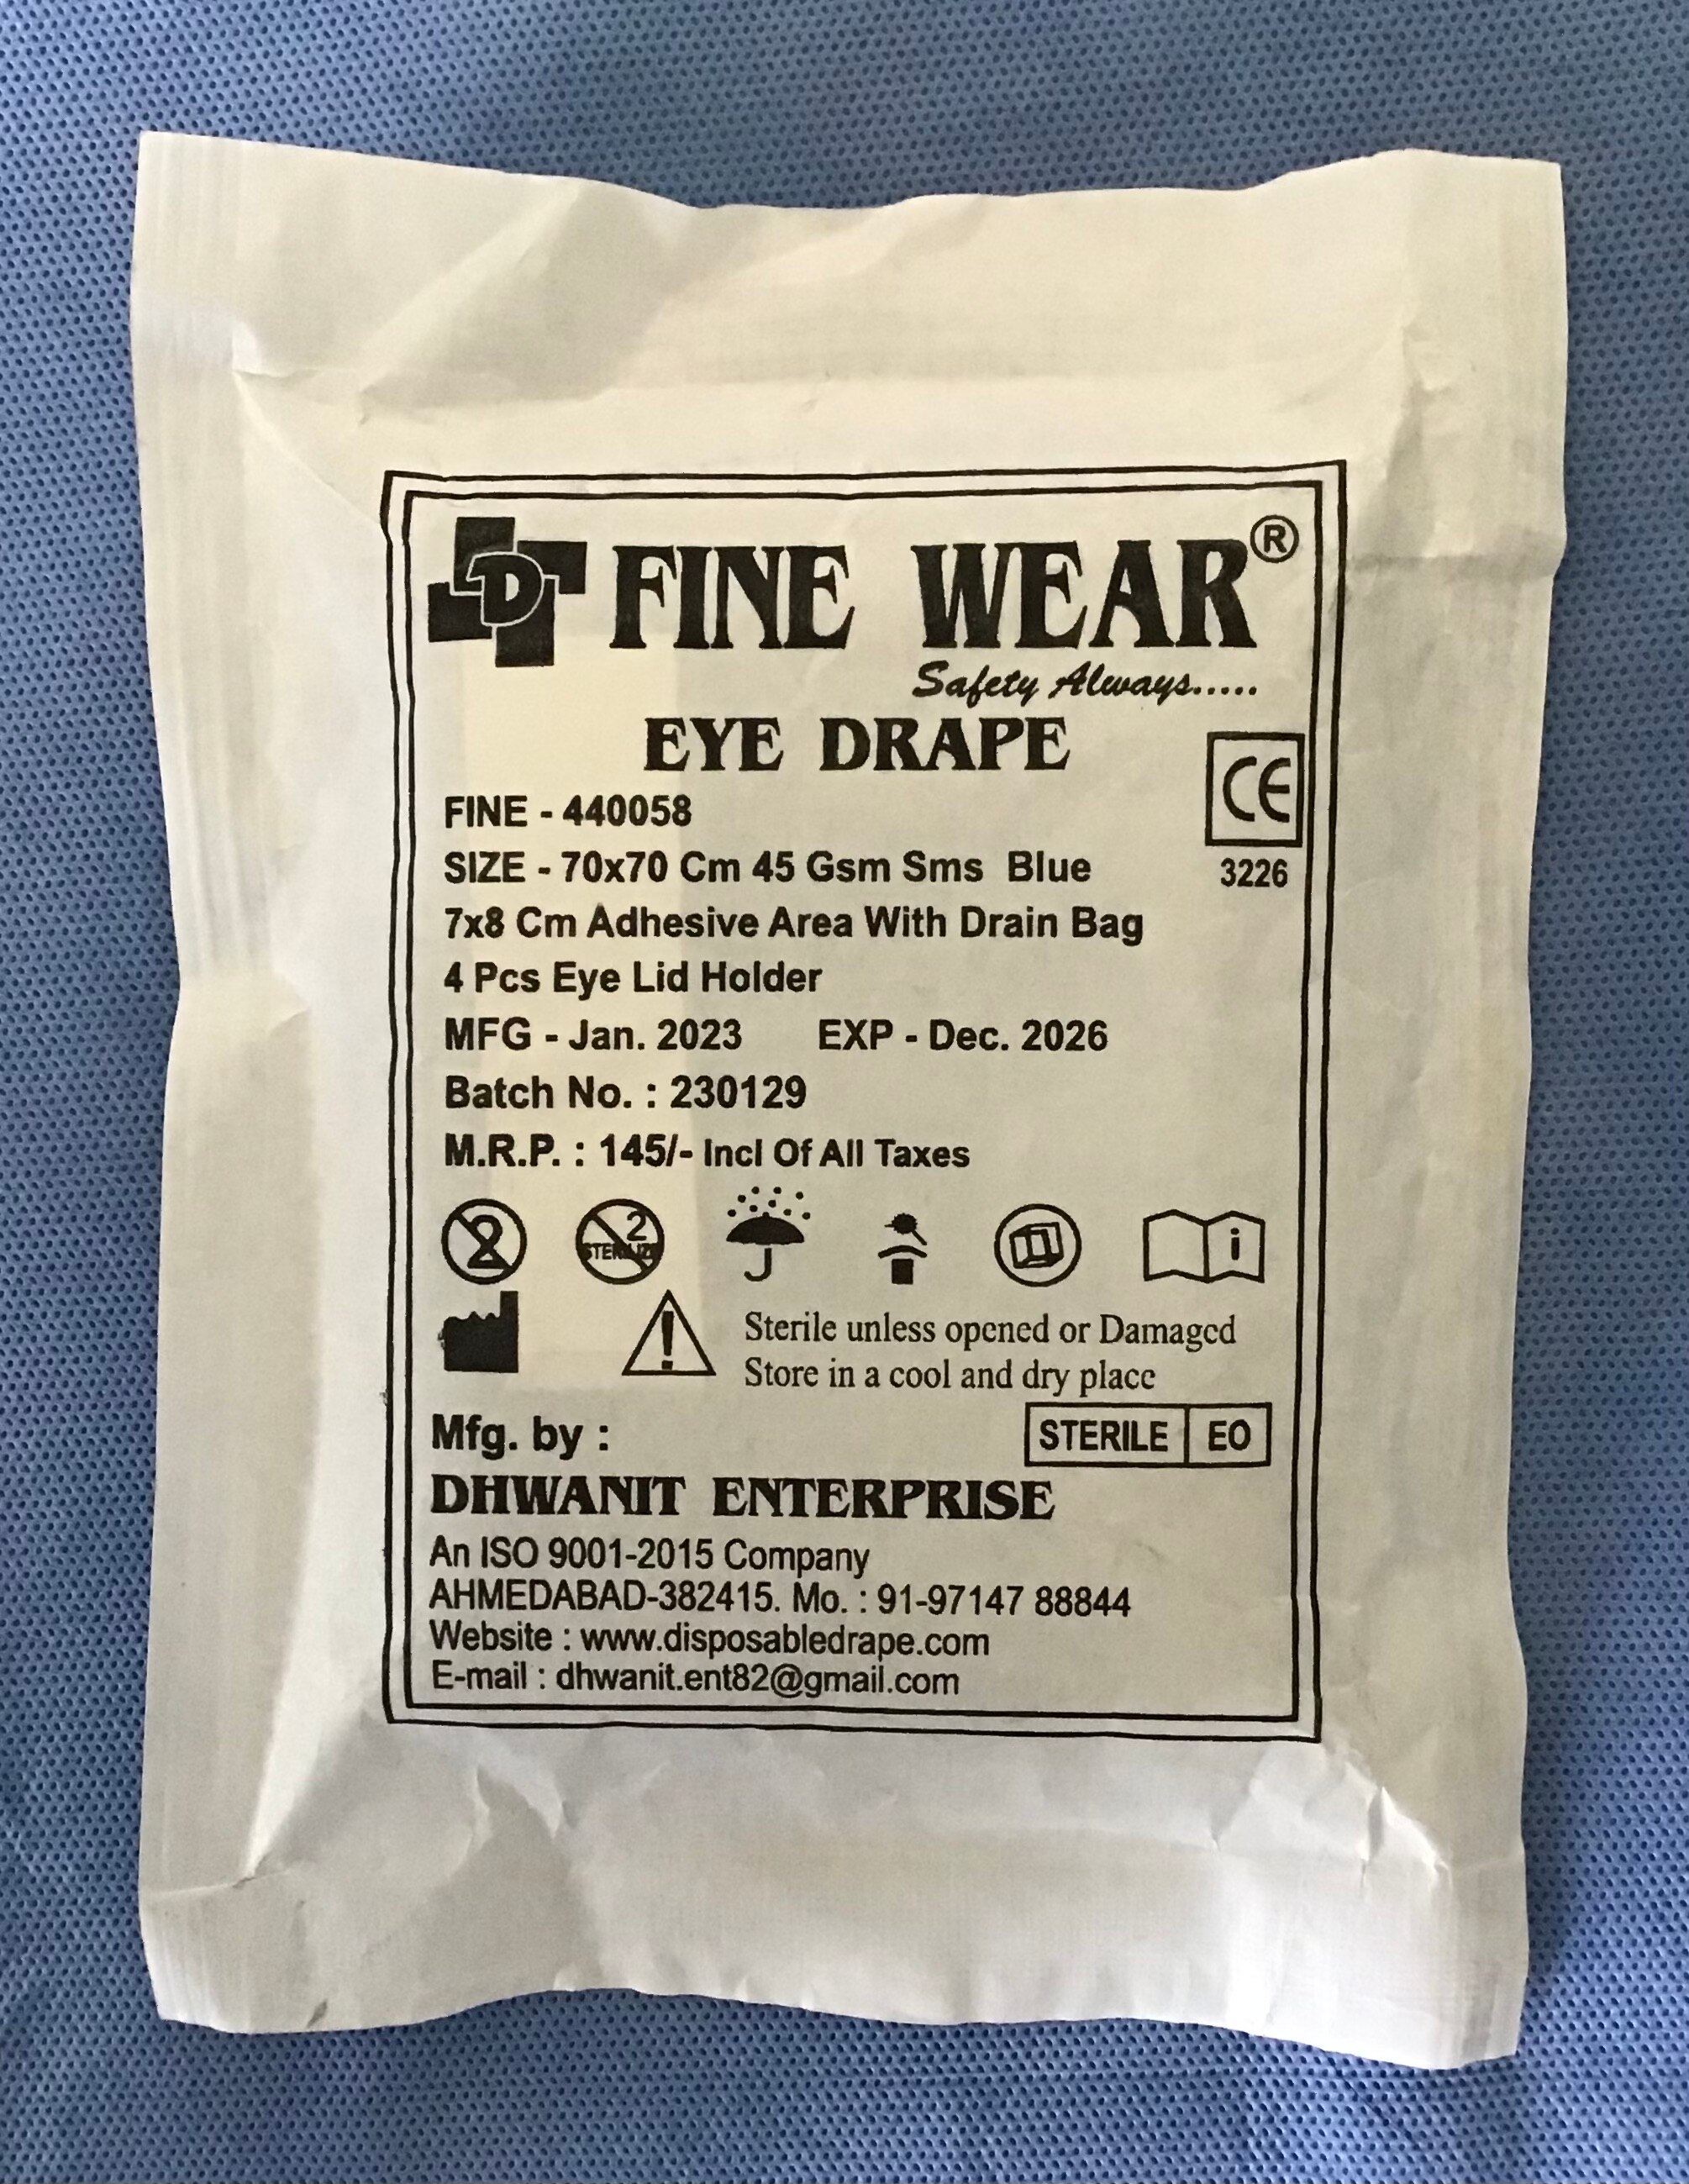 D FINE WEAR®
Safety Always.....
EYE DRAPE
CE
FINE - 440058
SIZE - 70x70 Cm 45 Gsm Sms Blue
3226
7x8 Cm Adhesive Area With Drain Bag
4 Pcs Eye Lid Holder
MFG - Jan. 2023 EXP - Dec. 2026
Batch No. : 230129
M.R.P. : 145/- Incl Of All Taxes
2 2 STERILIZE i
! Sterile unless opened or Damaged
Store in a cool and dry place
Mfg. by : STERILE EO
DHWANIT ENTERPRISE
An ISO 9001-2015 Company
AHMEDABAD-382415. Mo. : 91-97147 88844
Website : www.disposabledrape.com
E-mail : dhwanit.ent82@gmail.com